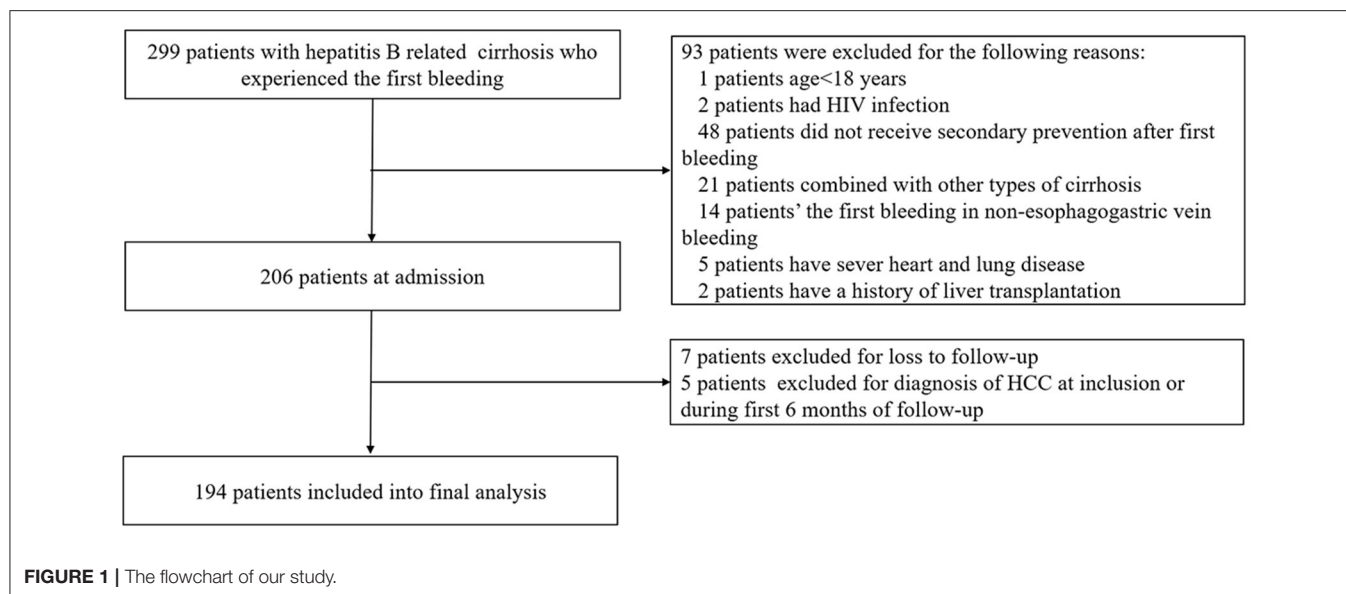 299 patients with hepatitis B related cirrhosis who
experienced the first bleeding
93 patients were excluded for the following reasons:
1 patients age<18 years
2 patients had HIV infection
48 patients did not receive secondary prevention after first
bleeding
21 patients combined with other types of cirrhosis
14 patients’ the first bleeding in non-esophagogastric vein
bleeding
5 patients have sever heart and lung disease
2 patients have a history of liver transplantation
206 patients at admission
7 patients excluded for loss to follow-up
5 patients excluded for diagnosis of HCC at inclusion or
during first 6 months of follow-up
194 patients included into final analysis
FIGURE 1 | The flowchart of our study.